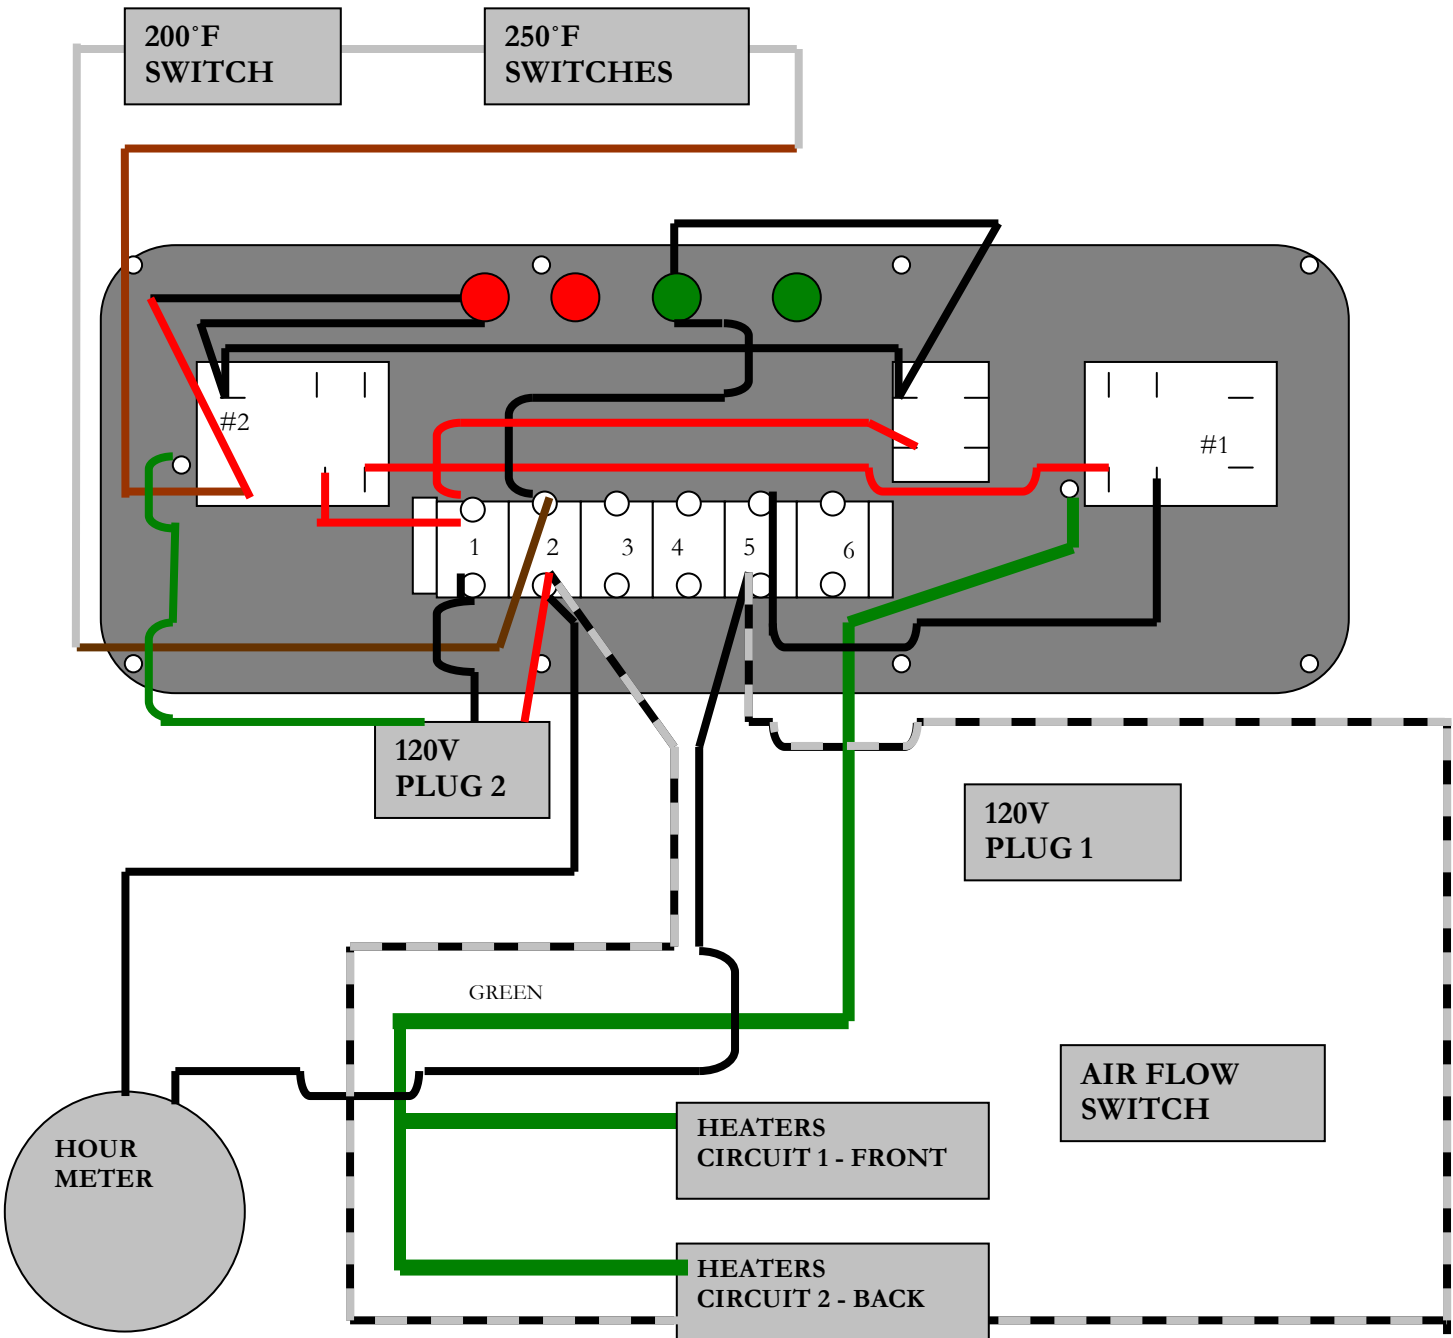 200°F
SWITCH
250°F
SWITCHES
#2
#1
1
2
3
4
5
6
120V
PLUG 2
120V
PLUG 1
GREEN
AIR FLOW
SWITCH
HOUR
METER
HEATERS
CIRCUIT 1 - FRONT
HEATERS
CIRCUIT 2 - BACK